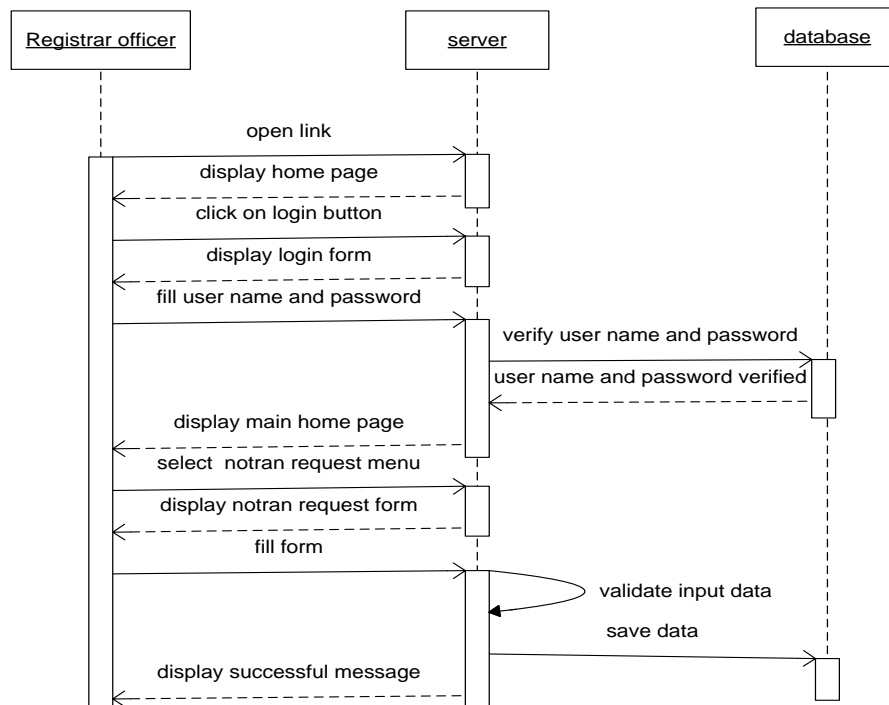 Registrar officer
server
database
open link
display home page
click on login button
display login form
fill user name and password
verify user name and password
user name and password verified
display main home page
select notran request menu
display notran request form
fill form
validate input data
save data
display successful message